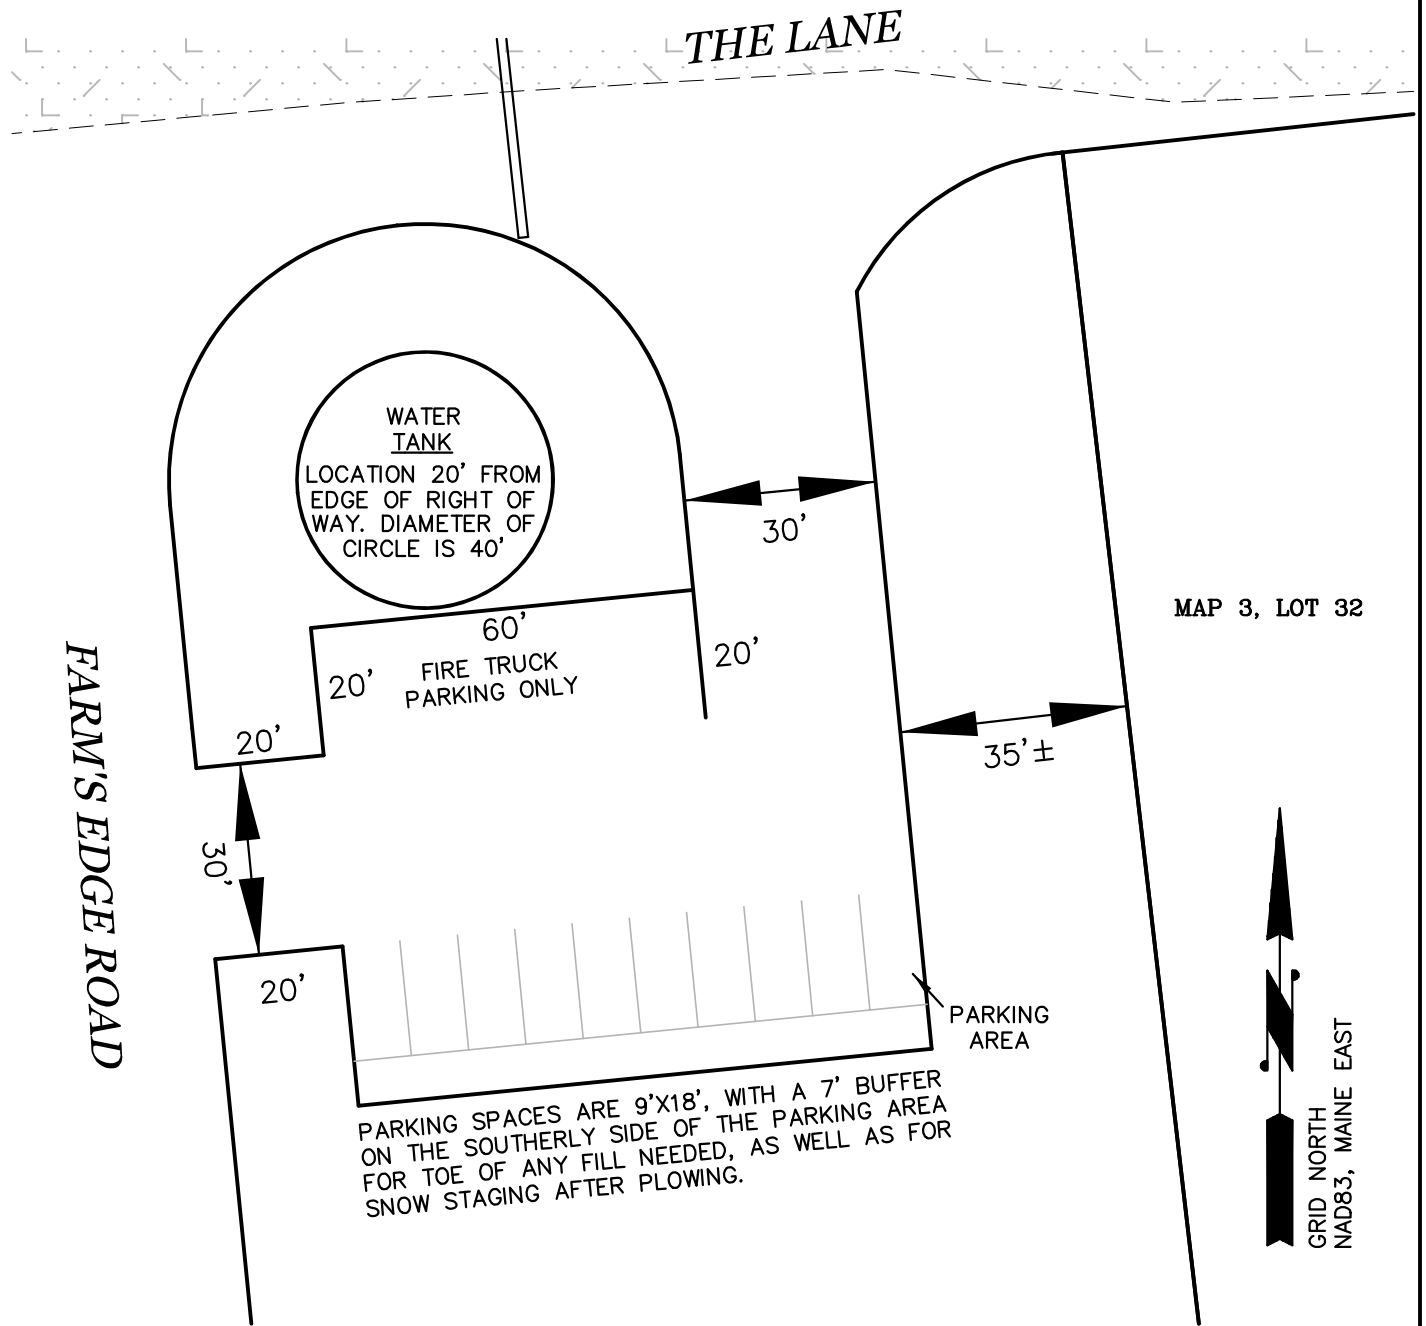 THE LANE
WATER
TANK
LOCATION 20' FROM
EDGE OF RIGHT OF
WAY. DIAMETER OF
CIRCLE IS 40'
30'
60'
20'
FIRE TRUCK
PARKING ONLY
20'
MAP 3, LOT 32
20'
35'±
FARM'S EDGE ROAD
30'
20'
PARKING
AREA
PARKING SPACES ARE 9'X18', WITH A 7' BUFFER
ON THE SOUTHERLY SIDE OF THE PARKING AREA
FOR TOE OF ANY FILL NEEDED, AS WELL AS FOR
SNOW STAGING AFTER PLOWING.
N
GRID NORTH
NAD83, MAINE EAST